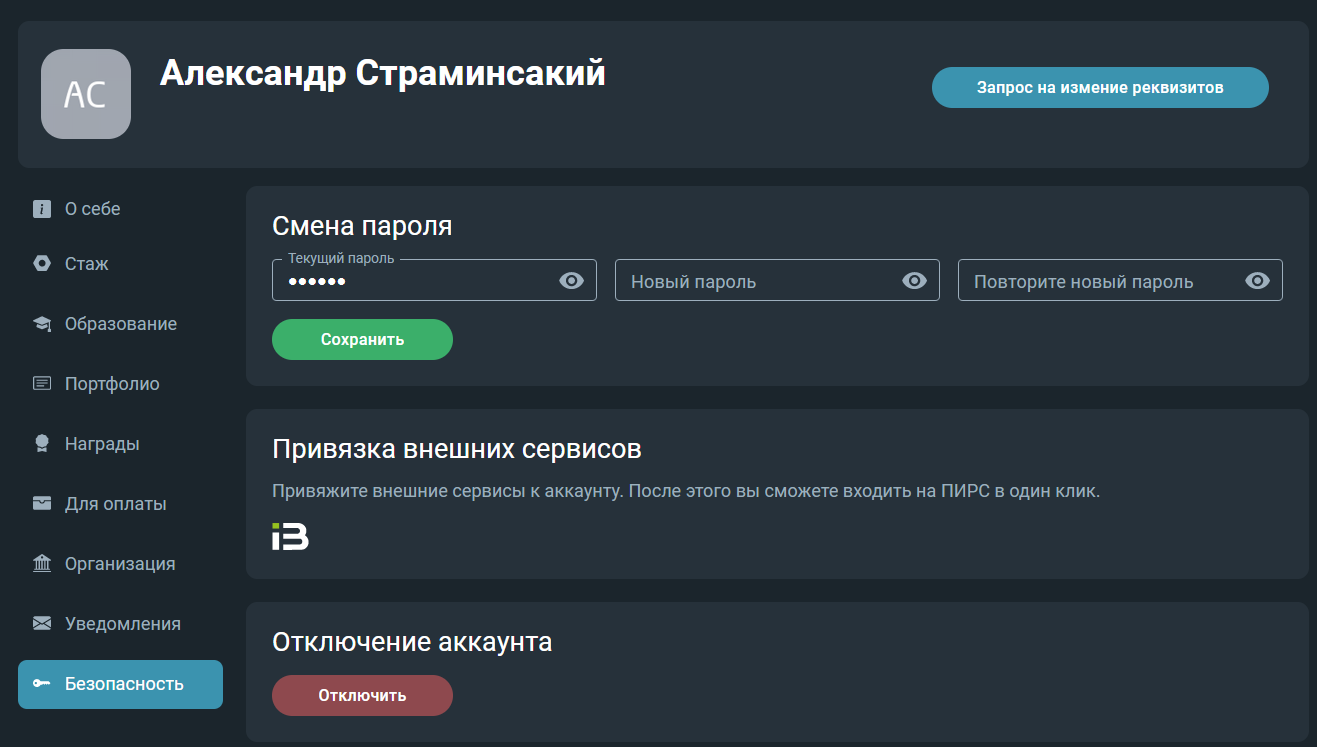 АС
Александр Страминсакий
Запрос на измение реквизитов
О себе
Стаж
Образование
Портфолио
Награды
Для оплаты
Организация
Уведомления
Безопасность
Смена пароля
Текущий пароль
••••••
Новый пароль
Повторите новый пароль
Сохранить
Привязка внешних сервисов
Привяжите внешние сервисы к аккаунту. После этого вы сможете входить на ПИРС в один клик.
iB
Отключение аккаунта
Отключить